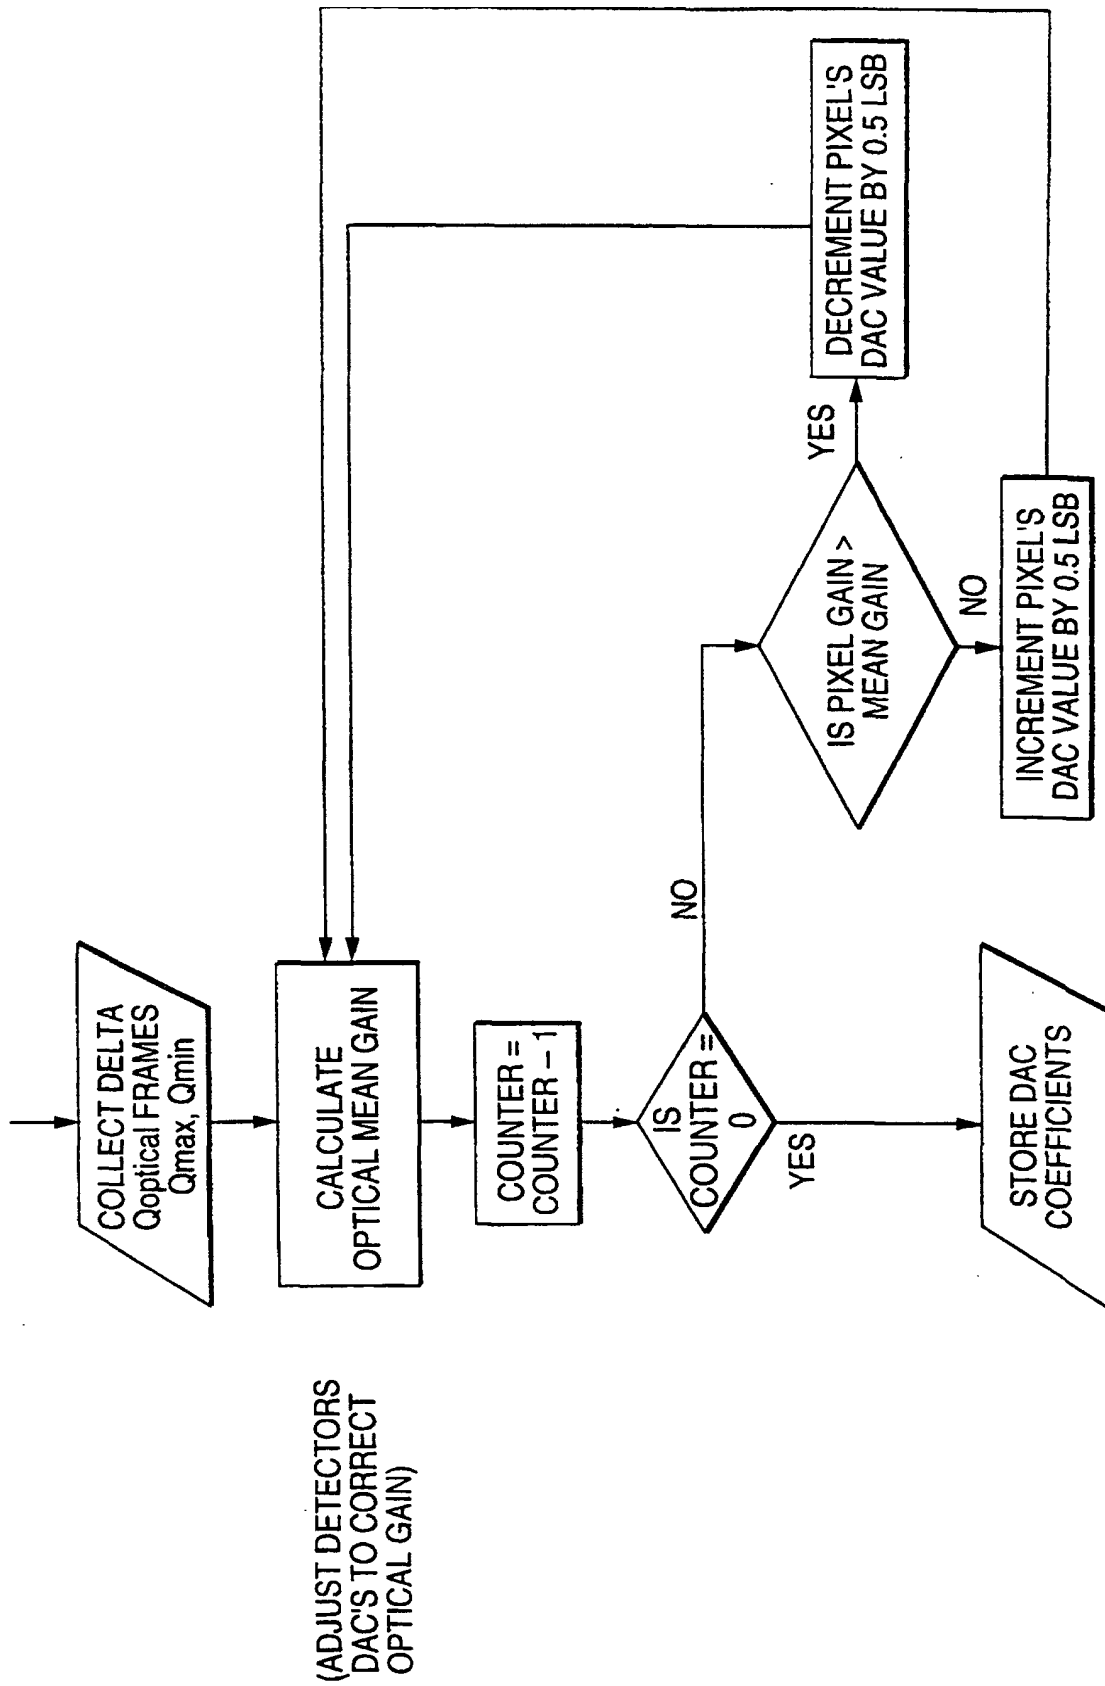 COLLECT DELTA
Qoptical FRAMES
Qmax, Qmin
(ADJUST DETECTORS
DAC'S TO CORRECT
OPTICAL GAIN)
CALCULATE
OPTICAL MEAN GAIN
COUNTER =
COUNTER – 1
IS
COUNTER =
0
NO
YES
IS PIXEL GAIN >
MEAN GAIN
YES
DECREMENT PIXEL'S
DAC VALUE BY 0.5 LSB
NO
INCREMENT PIXEL'S
DAC VALUE BY 0.5 LSB
STORE DAC
COEFFICIENTS